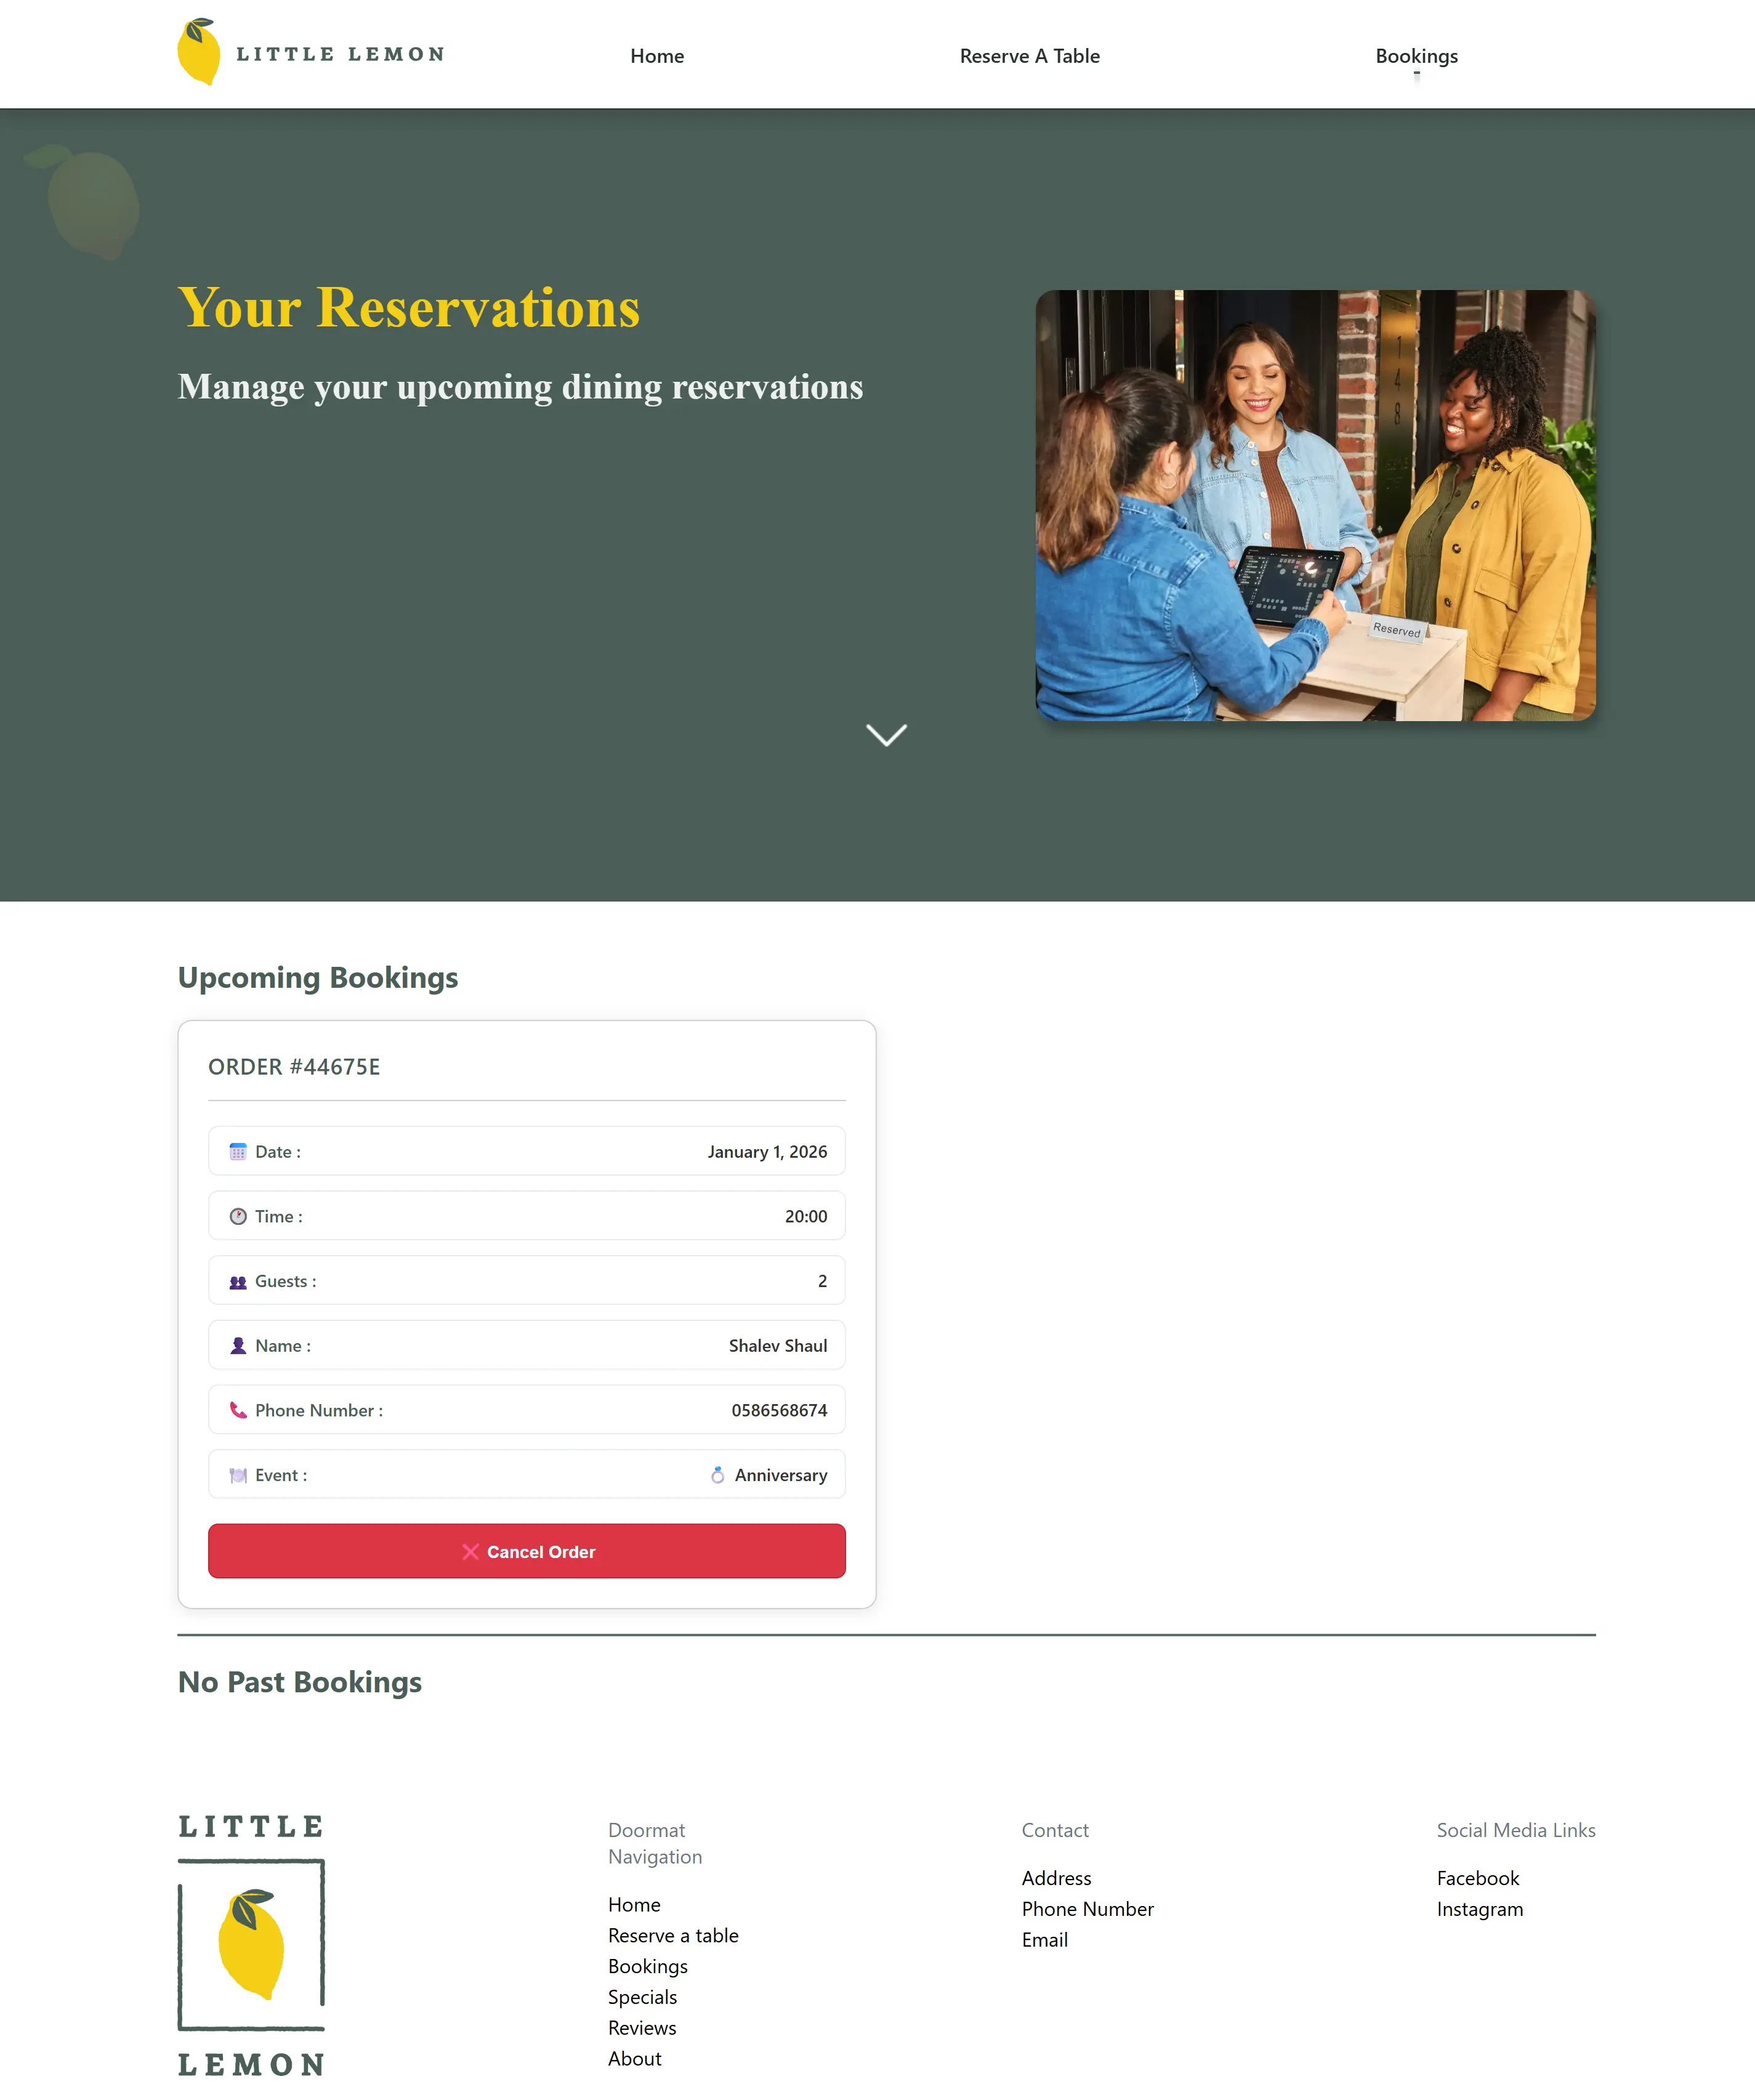 LITTLE LEMON
Home
Reserve A Table
Bookings
Your Reservations
Manage your upcoming dining reservations
148
Reserved
Upcoming Bookings
ORDER #44675E
Date :
January 1, 2026
Time :
20:00
Guests :
2
Name :
Shalev Shaul
Phone Number :
0586568674
Event :
Anniversary
Cancel Order
No Past Bookings
LITTLE
LEMON
Doormat
Navigation
Home
Reserve a table
Bookings
Specials
Reviews
About
Contact
Address
Phone Number
Email
Social Media Links
Facebook
Instagram